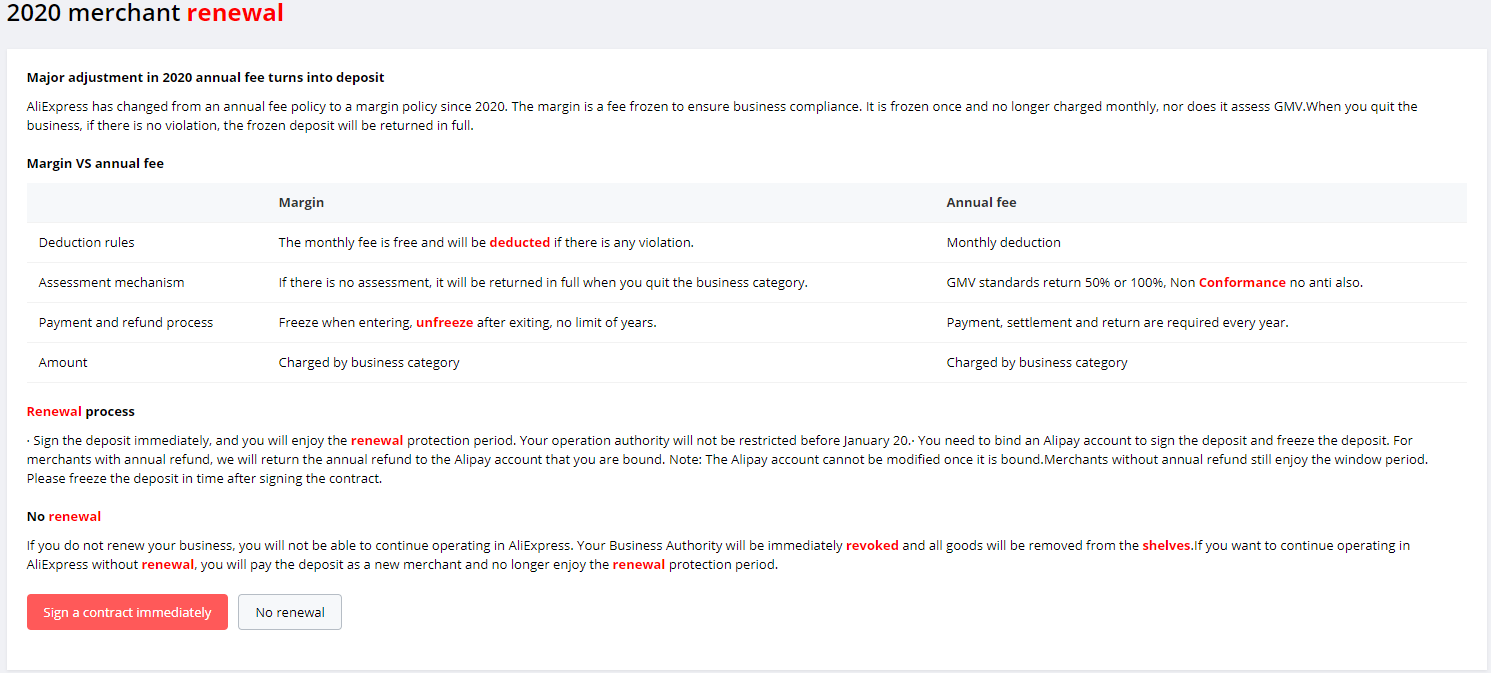 2020 merchant renewal
Major adjustment in 2020 annual fee turns into deposit
AliExpress has changed from an annual fee policy to a margin policy since 2020. The margin is a fee frozen to ensure business compliance. It is frozen once and no longer charged monthly, nor does it assess GMV.When you quit the
business, if there is no violation, the frozen deposit will be returned in full.
Margin VS annual fee
Margin Annual fee
Deduction rules The monthly fee is free and will be deducted if there is any violation. Monthly deduction
Assessment mechanism If there is no assessment, it will be returned in full when you quit the business category. GMV standards return 50% or 100%, Non Conformance no anti also.
Payment and refund process Freeze when entering, unfreeze after exiting, no limit of years. Payment, settlement and return are required every year.
Amount Charged by business category Charged by business category
Renewal process
· Sign the deposit immediately, and you will enjoy the renewal protection period. Your operation authority will not be restricted before January 20.· You need to bind an Alipay account to sign the deposit and freeze the deposit. For
merchants with annual refund, we will return the annual refund to the Alipay account that you are bound. Note: The Alipay account cannot be modified once it is bound.Merchants without annual refund still enjoy the window period.
Please freeze the deposit in time after signing the contract.
No renewal
If you do not renew your business, you will not be able to continue operating in AliExpress. Your Business Authority will be immediately revoked and all goods will be removed from the shelves.If you want to continue operating in
AliExpress without renewal, you will pay the deposit as a new merchant and no longer enjoy the renewal protection period.
Sign a contract immediately No renewal